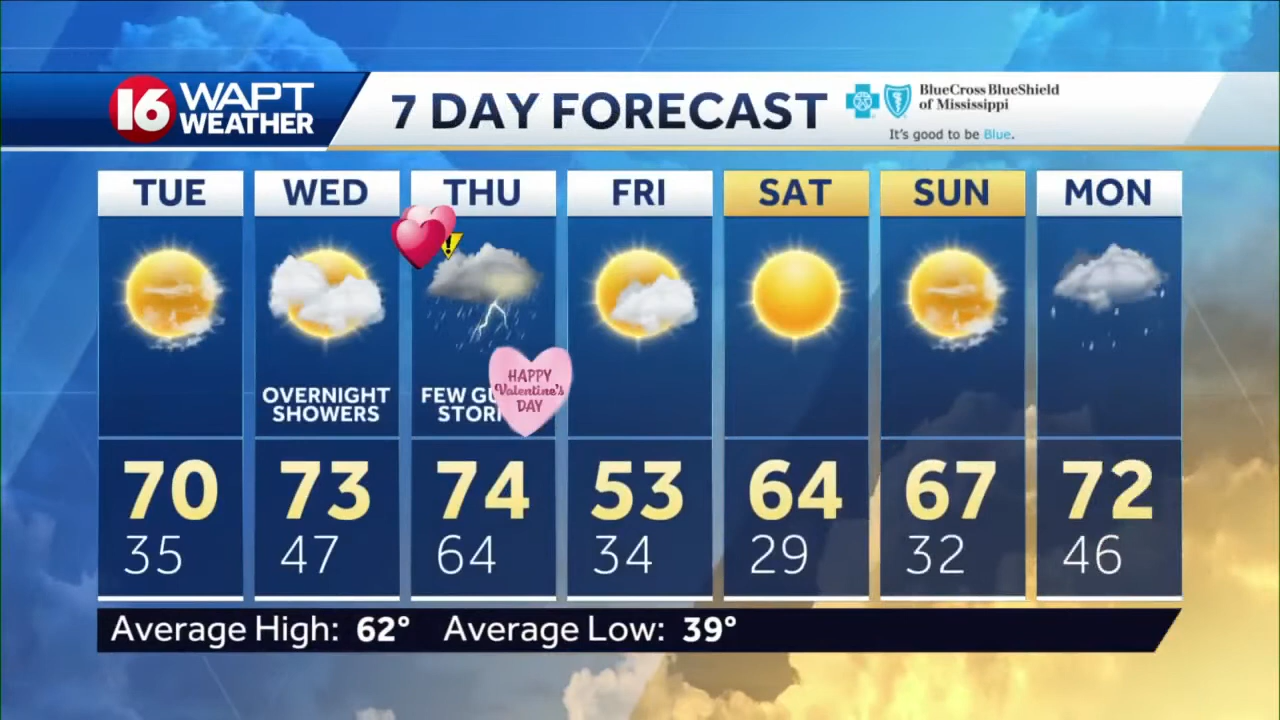 16 WAPT
WEATHER
7 DAY FORECAST
BlueCross BlueShield
of Mississippi
It's good to be Blue.
TUE
WED
THU
FRI
SAT
SUN
MON
!
OVERNIGHT
SHOWERS
FEW
HAPPY
Valentine's
DAY
70
73
74
53
64
67
72
35
47
64
34
29
32
46
Average High: 62° Average Low: 39°